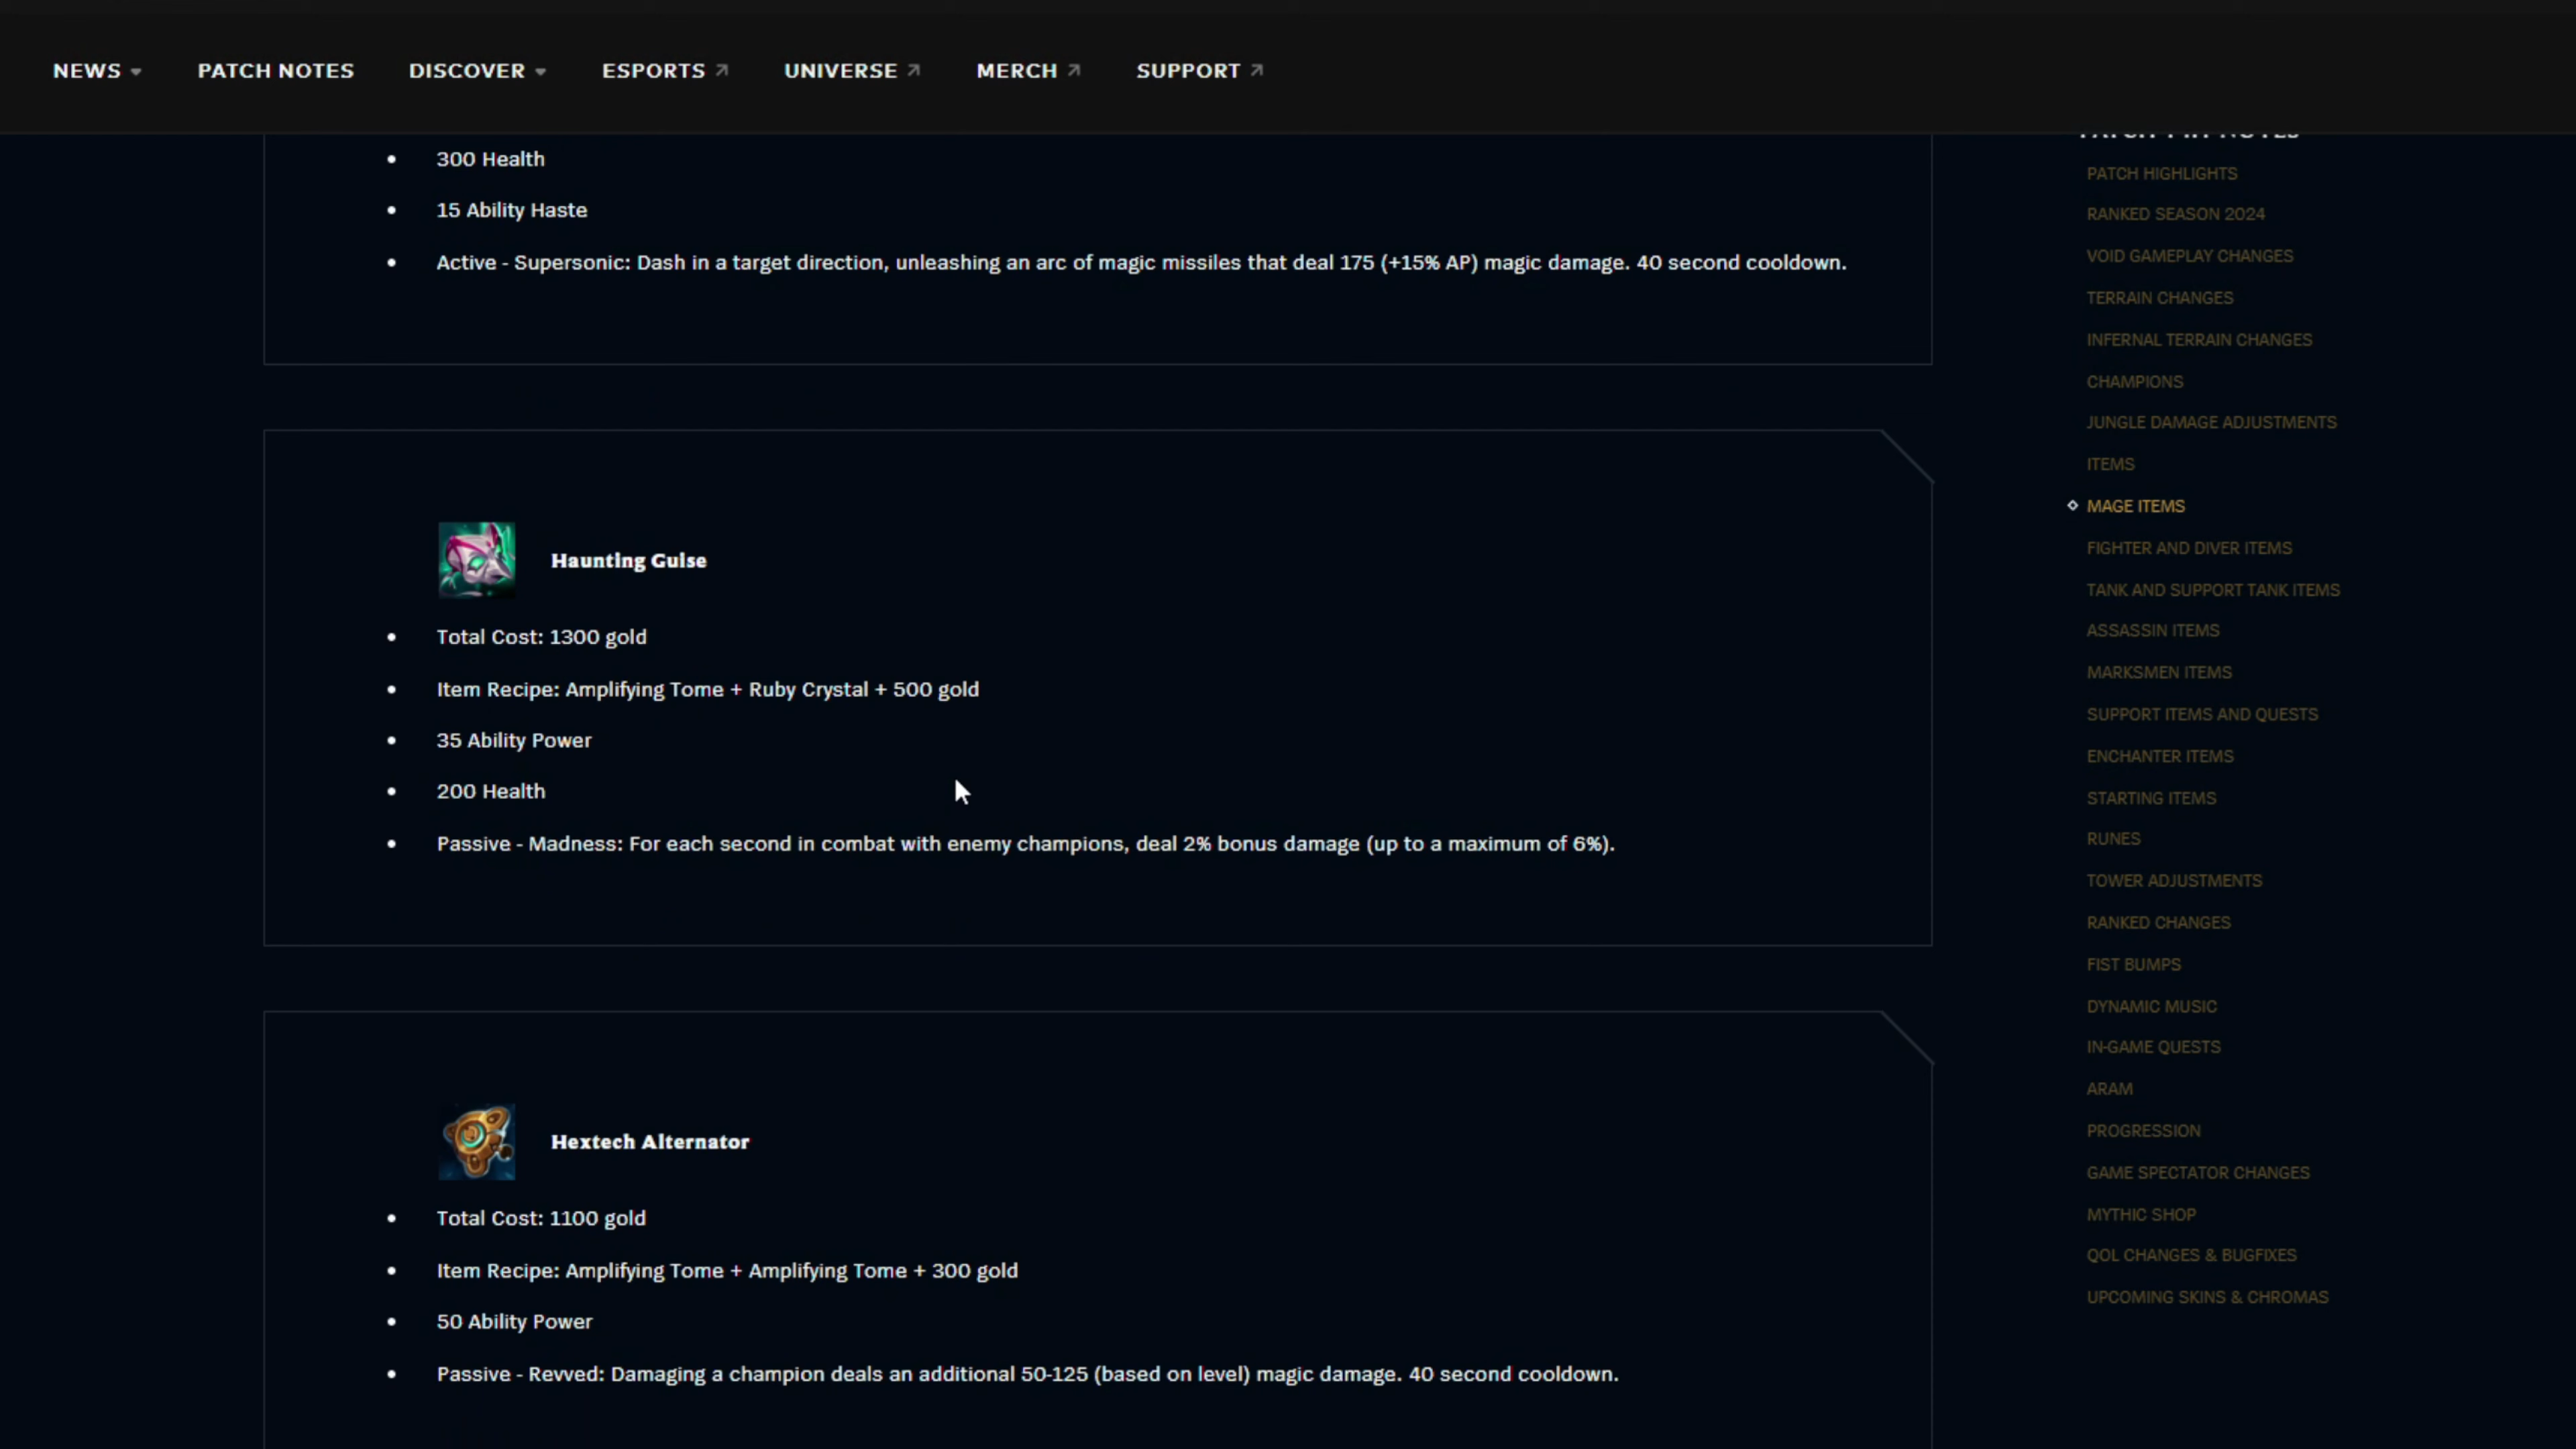 NEWS
PATCH NOTES
DISCOVER
ESPORTS
UNIVERSE
MERCH
SUPPORT
300 Health
15 Ability Haste
Active - Supersonic: Dash in a target direction, unleashing an arc of magic missiles that deal 175 (+15% AP) magic damage. 40 second cooldown.
Haunting Guise
Total Cost: 1300 gold
Item Recipe: Amplifying Tome + Ruby Crystal + 500 gold
35 Ability Power
200 Health
Passive - Madness: For each second in combat with enemy champions, deal 2% bonus damage (up to a maximum of 6%).
Hextech Alternator
Total Cost: 1100 gold
Item Recipe: Amplifying Tome + Amplifying Tome + 300 gold
50 Ability Power
Passive - Revved: Damaging a champion deals an additional 50-125 (based on level) magic damage. 40 second cooldown.
PATCH HIGHLIGHTS
RANKED SEASON 2024
VOID GAMEPLAY CHANGES
TERRAIN CHANGES
INFERNAL TERRAIN CHANGES
CHAMPIONS
JUNGLE DAMAGE ADJUSTMENTS
ITEMS
MAGE ITEMS
FIGHTER AND DIVER ITEMS
TANK AND SUPPORT TANK ITEMS
ASSASSIN ITEMS
MARKSMEN ITEMS
SUPPORT ITEMS AND QUESTS
ENCHANTER ITEMS
STARTING ITEMS
RUNES
TOWER ADJUSTMENTS
RANKED CHANGES
FIST BUMPS
DYNAMIC MUSIC
IN-GAME QUESTS
ARAM
PROGRESSION
GAME SPECTATOR CHANGES
MYTHIC SHOP
QOL CHANGES & BUGFIXES
UPCOMING SKINS & CHROMAS